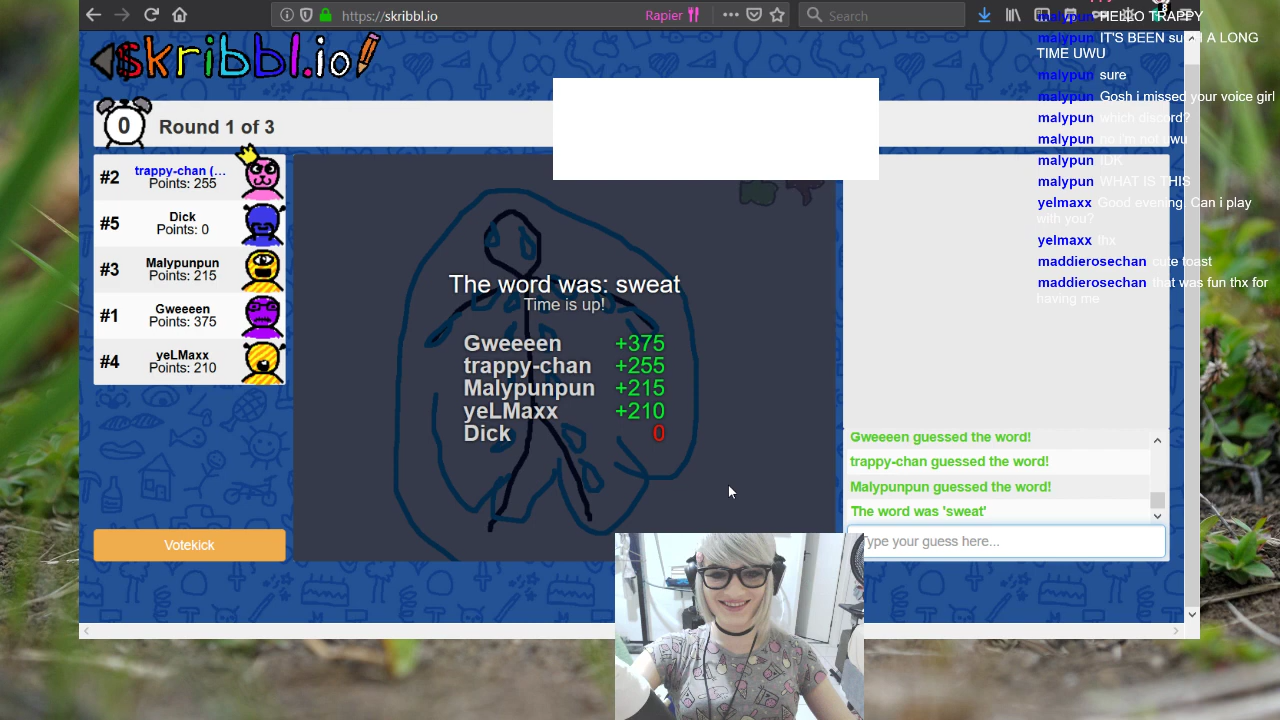 https://skribbl.io
Rapier
Search
skribbl.io
0
Round 1 of 3
#2
trappy-chan (...
Points: 255
#5
Dick
Points: 0
#3
Malypunpun
Points: 215
#1
Gweeeen
Points: 375
#4
yeLMaxx
Points: 210
Votekick
The word was: sweat
Time is up!
Gweeeen +375
trappy-chan +255
Malypunpun +215
yeLMaxx +210
Dick 0
malypun HELLO TRAPPY
malypun IT'S BEEN A LONG
TIME UWU
malypun sure
malypun Gosh i missed your voice girl
malypun which discord?
malypun no i'm not uwu
malypun IDK
malypun WHAT IS THIS
yelmaxx Good evening. Can i play
with you?
yelmaxx thx
maddierosechan cute toast
maddierosechan that was fun thx for
having me
Gweeeen guessed the word!
trappy-chan guessed the word!
Malypunpun guessed the word!
The word was 'sweat'
Type your guess here...